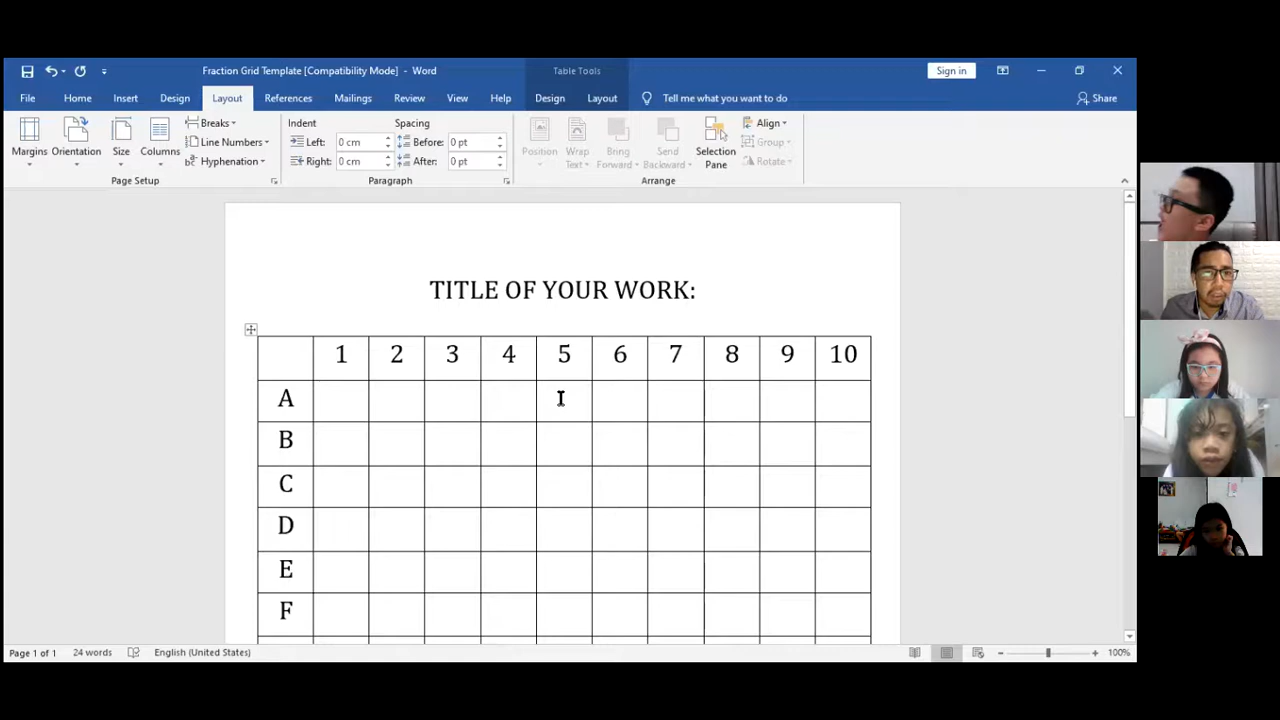 Fraction Grid Template [Compatibility Mode] - Word
Table Tools
Sign in
File Home Insert Design Layout References Mailings Review View Help Design Layout Tell me what you want to do Share
Margins
Orientation
Size
Columns
Breaks
Line Numbers
Hyphenation
Page Setup
Indent
Left: 0 cm
Right: 0 cm
Spacing
Before: 0 pt
After: 0 pt
Paragraph
Position
Wrap Text
Bring Forward
Send Backward
Selection Pane
Align
Group
Rotate
Arrange
TITLE OF YOUR WORK:
1 2 3 4 5 6 7 8 9 10
A
B
C
D
E
F
Page 1 of 1 24 words English (United States) 100%